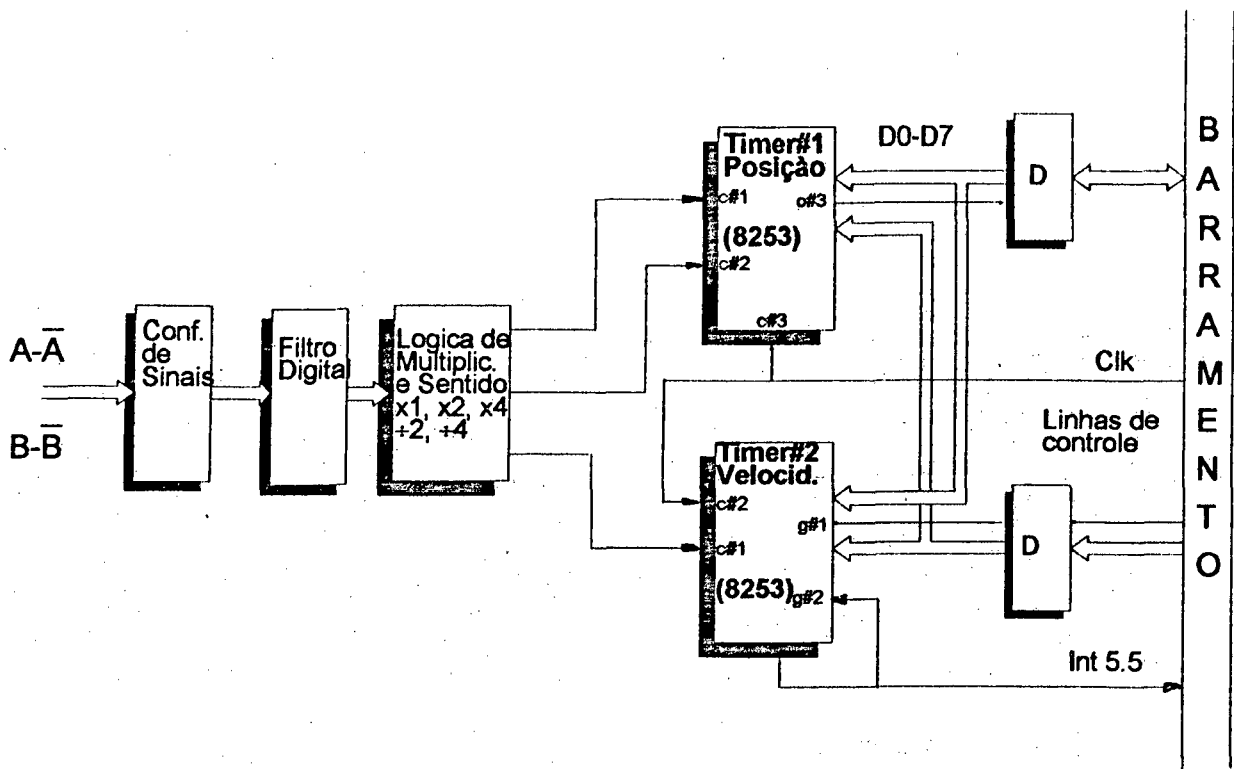 A-A̅
B-B̅
Conf.
de
Sinais
Filtro
Digital
Logica de
Multiplic.
e Sentido
x1, x2, x4
÷2, ÷4
Timer#1
Posição
c#1
o#3
(8253)
c#2
c#3
D0-D7
D
Clk
Linhas de
controle
Timer#2
Velocid.
c#2
g#1
c#1
(8253)
g#2
D
Int 5.5
BARRAMENTO